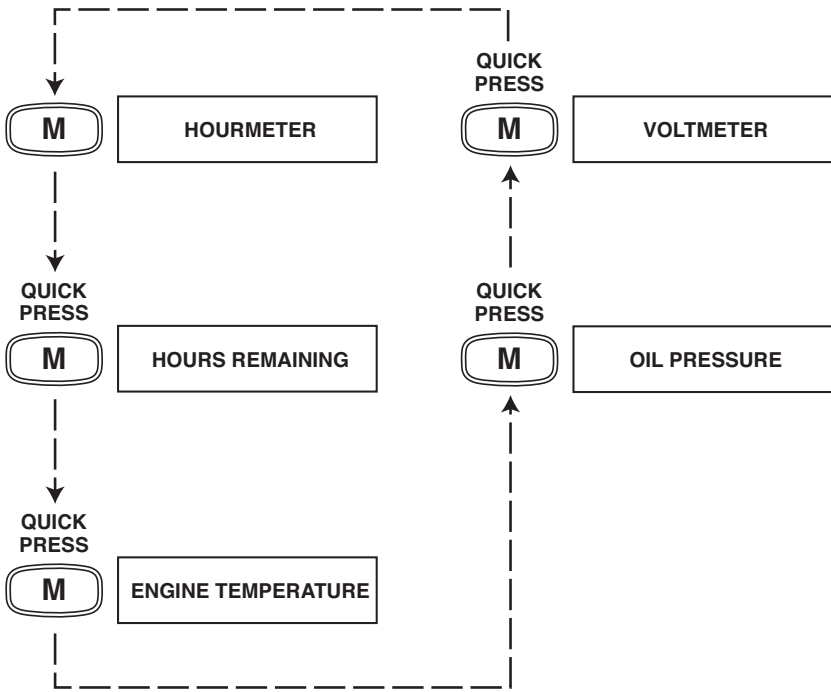 QUICK
PRESS
M
HOURMETER
M
VOLTMETER
QUICK
PRESS
M
HOURS REMAINING
QUICK
PRESS
M
OIL PRESSURE
QUICK
PRESS
M
ENGINE TEMPERATURE